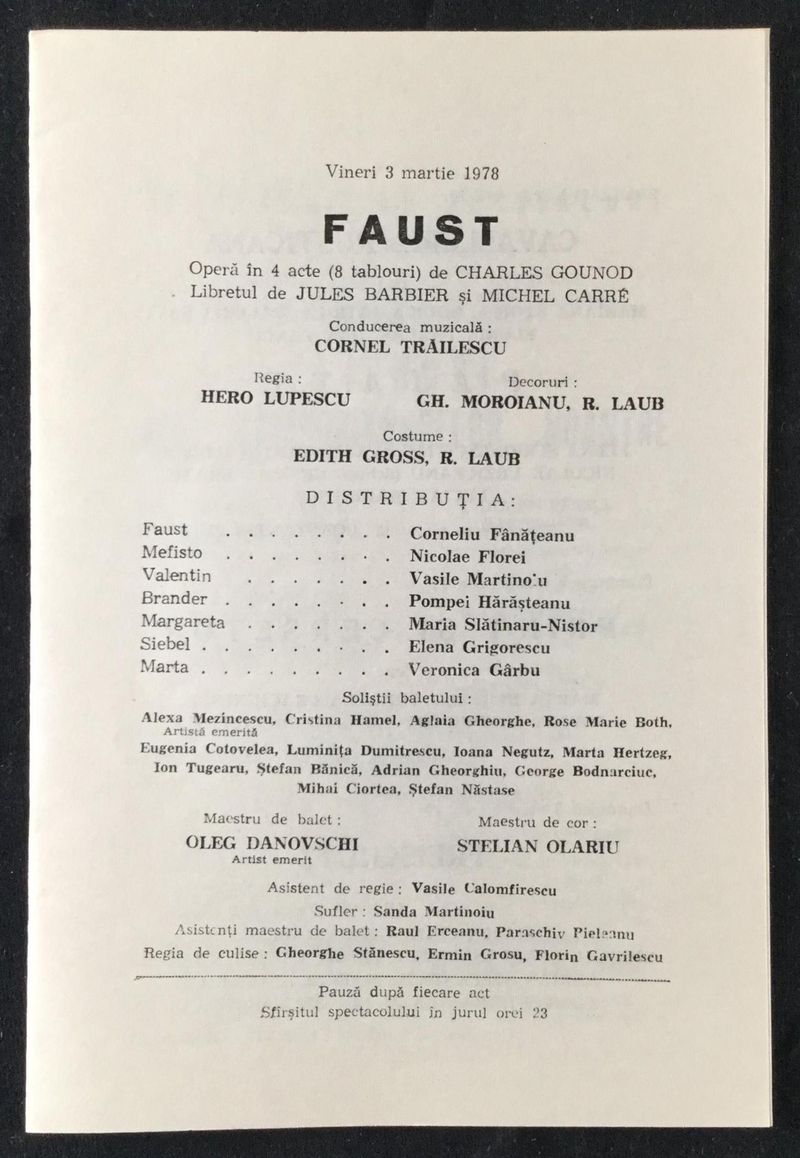 Vineri 3 martie 1978
FAUST
Operă în 4 acte (8 tablouri) de CHARLES GOUNOD
Libretul de JULES BARBIER și MICHEL CARRÉ
Conducerea muzicală :
CORNEL TRĂILESCU
Regia :
HERO LUPESCU
Decoruri :
GH. MOROIANU, R. LAUB
Costume :
EDITH GROSS, R. LAUB
DISTRIBUȚIA:
Faust . . . . . . . . Corneliu Fânățeanu
Mefisto . . . . . . . . Nicolae Florei
Valentin . . . . . . . Vasile Martinoiu
Brander . . . . . . . . Pompei Hărășteanu
Margareta . . . . . . . Maria Slătinaru-Nistor
Siebel . . . . . . . . . Elena Grigorescu
Marta . . . . . . . . . Veronica Gârbu
Soliștii baletului :
Alexa Mezincescu, Cristina Hamel, Aglaia Gheorghe, Rose Marie Both,
Artistă emerită
Eugenia Cotovelea, Luminița Dumitrescu, Ioana Negutz, Marta Hertzeg,
Ion Tugearu, Ștefan Bănică, Adrian Gheorghiu, George Bodnarciuc,
Mihai Ciortea, Ștefan Năstase
Maestru de balet :
OLEG DANOVSCHI
Artist emerit
Maestru de cor :
STELIAN OLARIU
Asistent de regie : Vasile Calomfirescu
Sufler : Sanda Martinoiu
Asistenți maestru de balet : Raul Erceanu, Paraschiv Pieleanu
Regia de culise : Gheorghe Stănescu, Ermin Grosu, Florin Gavrilescu
Pauză după fiecare act
Sfîrșitul spectacolului în jurul orei 23